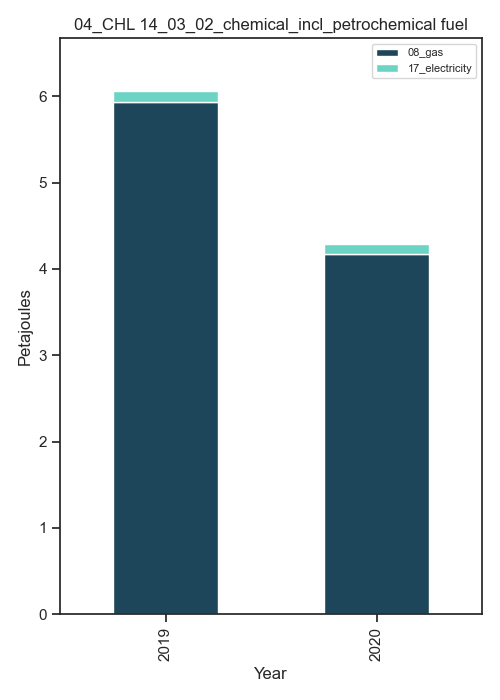 04_CHL 14_03_02_chemical_incl_petrochemical fuel
08_gas
17_electricity
6
5
4
3
2
1
0
Petajoules
2019
2020
Year